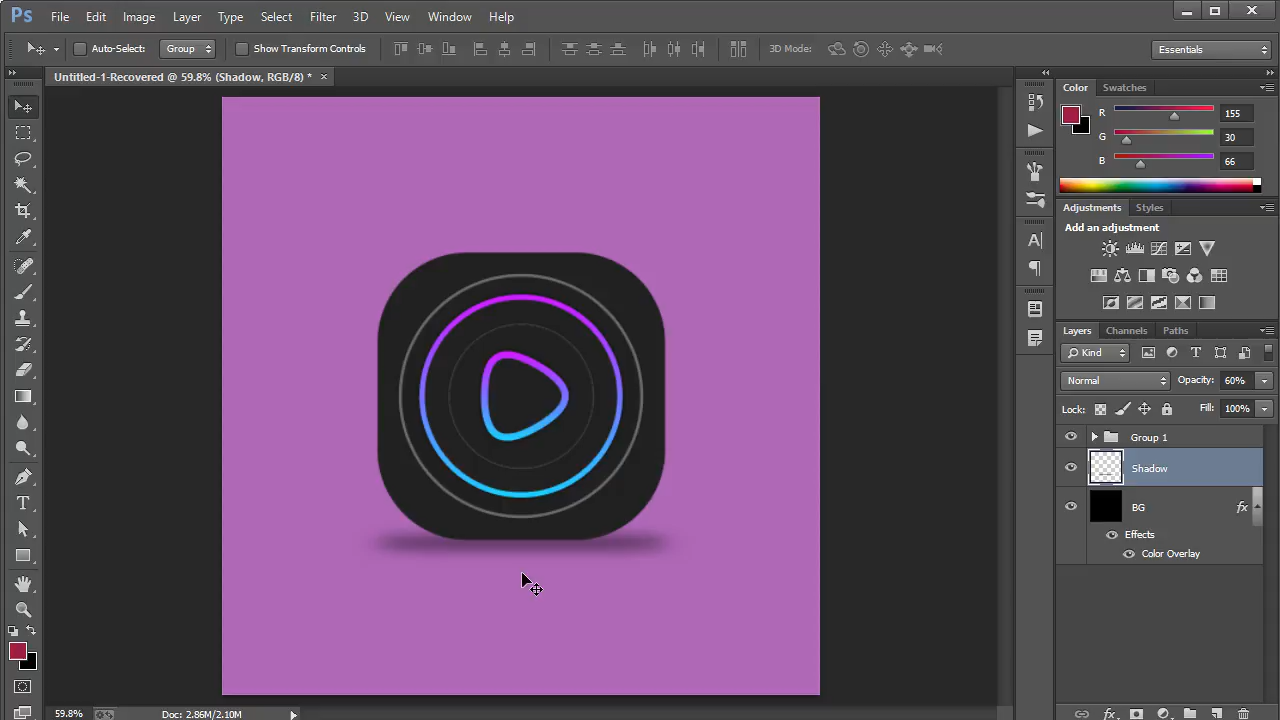 Ps File Edit Image Layer Type Select Filter 3D View Window Help
Auto-Select: Group Show Transform Controls 3D Mode: Essentials
Untitled-1-Recovered @ 59.8% (Shadow, RGB/8) * ×
Color Swatches
R 155
G 30
B 66
Adjustments Styles
Add an adjustment
Layers Channels Paths
Kind
Normal Opacity: 60%
Lock: Fill: 100%
Group 1
Shadow
BG fx
Effects
Color Overlay
59.8% Doc: 2.86M/2.10M